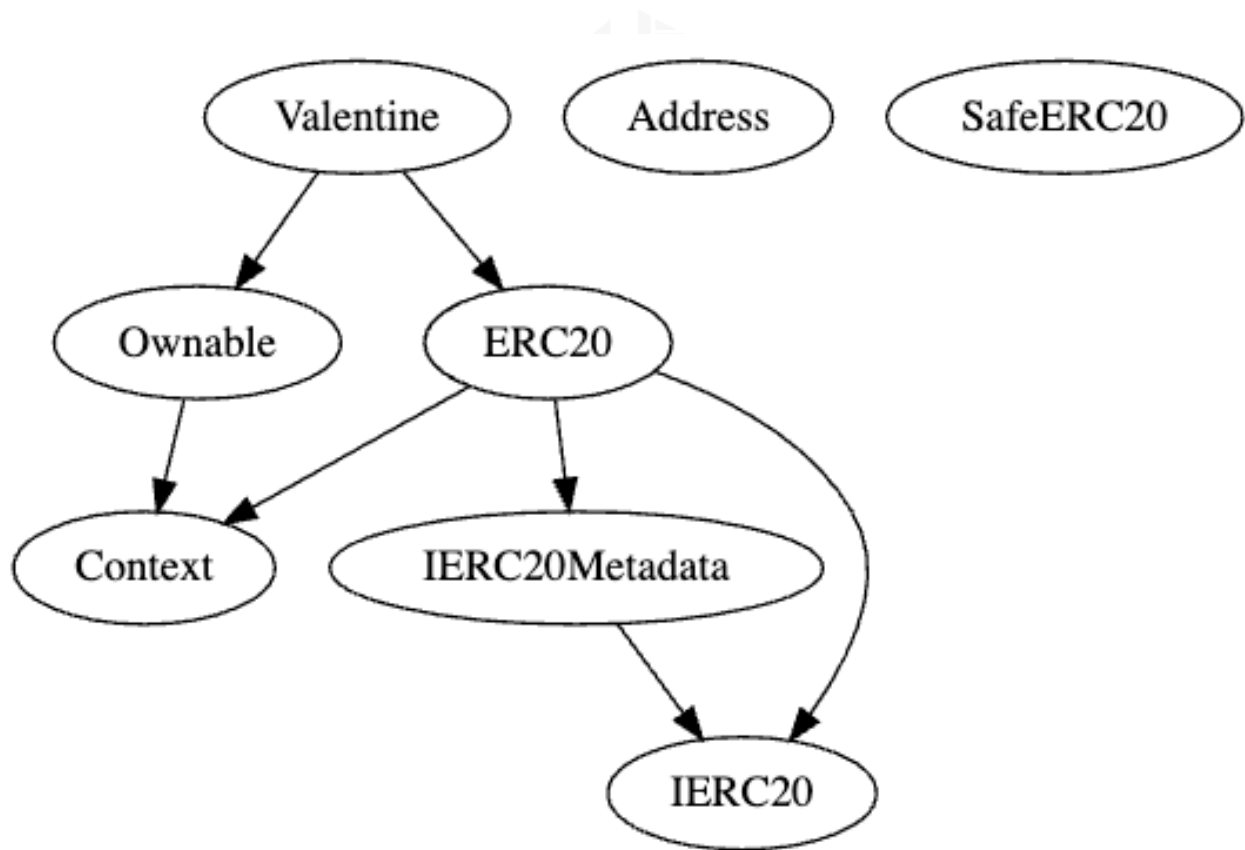 Valentine
Address
SafeERC20
Ownable
ERC20
Context
IERC20Metadata
IERC20